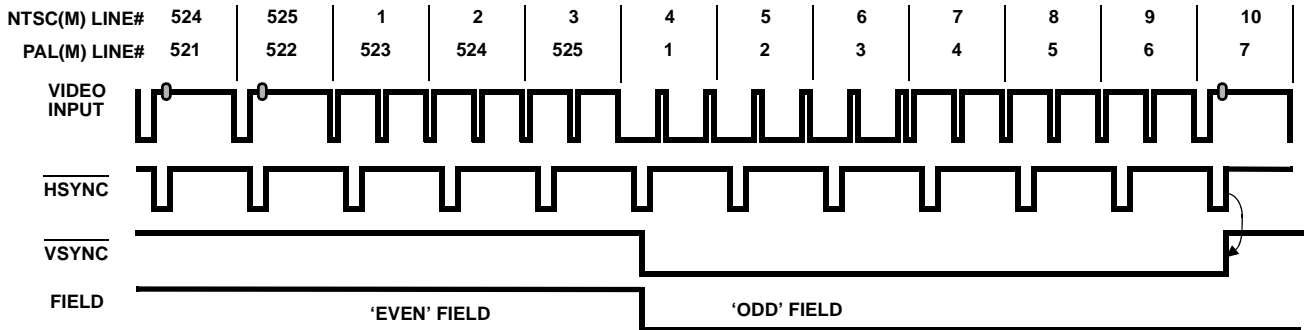 NTSC(M) LINE# 524 525 1 2 3 4 5 6 7 8 9 10
PAL(M) LINE# 521 522 523 524 525 1 2 3 4 5 6 7
VIDEO
INPUT
HSYNC
VSYNC
FIELD
‘EVEN’ FIELD ‘ODD’ FIELD